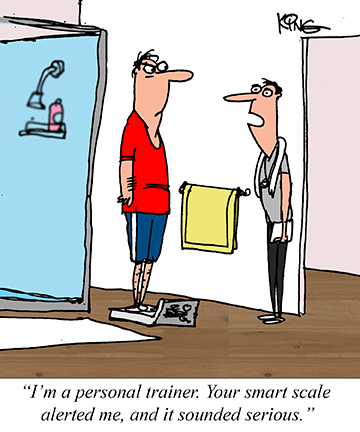 KING
“I’m a personal trainer. Your smart scale
alerted me, and it sounded serious.”